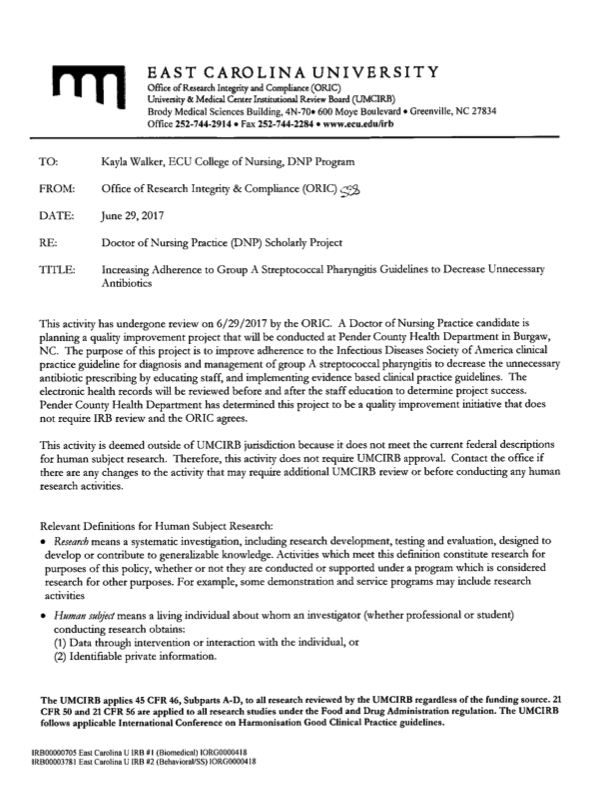 EAST CAROLINA UNIVERSITY
Office of Research Integrity and Compliance (ORIC)
University & Medical Center Institutional Review Board (UMCIRB)
Brody Medical Sciences Building, 4N-70• 600 Moye Boulevard • Greenville, NC 27834
Office 252-744-2914 • Fax 252-744-2284 • www.ecu.edu/irb
TO: Kayla Walker, ECU College of Nursing, DNP Program
FROM: Office of Research Integrity & Compliance (ORIC)
DATE: June 29, 2017
RE: Doctor of Nursing Practice (DNP) Scholarly Project
TITLE: Increasing Adherence to Group A Streptococcal Pharyngitis Guidelines to Decrease Unnecessary
Antibiotics
This activity has undergone review on 6/29/2017 by the ORIC. A Doctor of Nursing Practice candidate is
planning a quality improvement project that will be conducted at Pender County Health Department in Burgaw,
NC. The purpose of this project is to improve adherence to the Infectious Diseases Society of America clinical
practice guideline for diagnosis and management of group A streptococcal pharyngitis to decrease the unnecessary
antibiotic prescribing by educating staff, and implementing evidence based clinical practice guidelines. The
electronic health records will be reviewed before and after the staff education to determine project success.
Pender County Health Department has determined this project to be a quality improvement initiative that does
not require IRB review and the ORIC agrees.
This activity is deemed outside of UMCIRB jurisdiction because it does not meet the current federal descriptions
for human subject research. Therefore, this activity does not require UMCIRB approval. Contact the office if
there are any changes to the activity that may require additional UMCIRB review or before conducting any human
research activities.
Relevant Definitions for Human Subject Research:
• Research means a systematic investigation, including research development, testing and evaluation, designed to
develop or contribute to generalizable knowledge. Activities which meet this definition constitute research for
purposes of this policy, whether or not they are conducted or supported under a program which is considered
research for other purposes. For example, some demonstration and service programs may include research
activities
• Human subject means a living individual about whom an investigator (whether professional or student)
conducting research obtains:
(1) Data through intervention or interaction with the individual, or
(2) Identifiable private information.
The UMCIRB applies 45 CFR 46, Subparts A-D, to all research reviewed by the UMCIRB regardless of the funding source. 21
CFR 50 and 21 CFR 56 are applied to all research studies under the Food and Drug Administration regulation. The UMCIRB
follows applicable International Conference on Harmonisation Good Clinical Practice guidelines.
IRB00000705 East Carolina U IRB #1 (Biomedical) IORG0000418
IRB00003781 East Carolina U IRB #2 (Behavioral/SS) IORG0000418